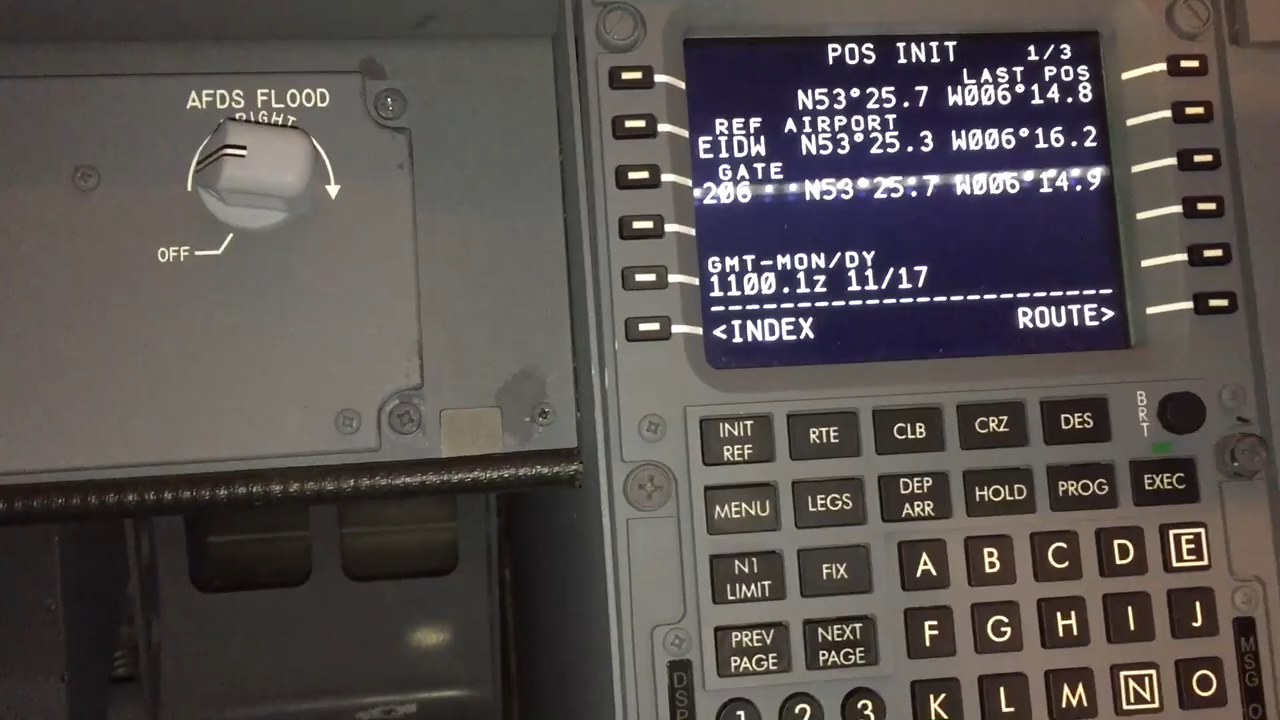 AFDS FLOOD
BRIGHT
OFF
POS INIT 1/3
LAST POS
N53°25.7 W006°14.8
REF AIRPORT
EIDW N53°25.3 W006°16.2
GATE
206 N53°25.7 W006°14.9
GMT-MON/DY
1100.1z 11/17
--------------------
<INDEX ROUTE>
BRT
INIT REF
RTE
CLB
CRZ
DES
MENU
LEGS
DEP ARR
HOLD
PROG
EXEC
N1 LIMIT
FIX
A B C D E
PREV PAGE
NEXT PAGE
F G H I J
1 2 3
K L M N O
MSG